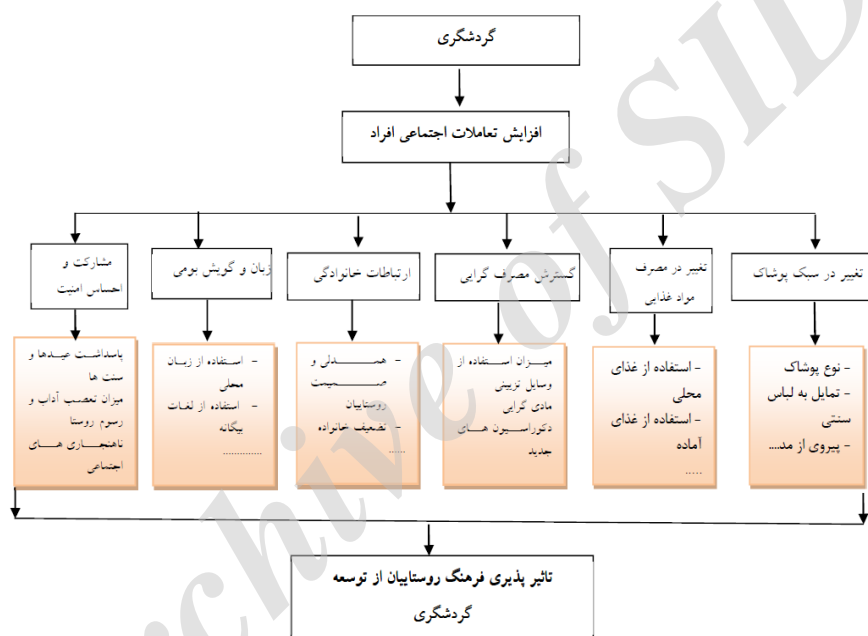 گردشگری
افزایش تعاملات اجتماعی افراد
تغییر در سبک پوشاک
تغییر در مصرف
مواد غذایی
گسترش مصرف گرایی
ارتباطات خانوادگی
زبان و گویش بومی
مشارکت و
احساس امنیت
- نوع پوشاک
- تمایل به لباس
سنتی
- پیروی از مد....
- استفاده از غذای
محلی
- استفاده از غذای
آماده
.....
میزان استفاده از
وسایل تزیینی
مادی گرایی
دکوراسیون های
جدید
- همدلی و
صمیمت
روستاییان
- تضعیف خانواده
......
- استفاده از زبان
محلی
- استفاده از لغات
بیگانه
.............
پاسداشت عیدها و
سنت ها
میزان تعصب آداب و
رسوم روستا
ناهنجاری های
اجتماعی
تاثیر پذیری فرهنگ روستاییان از توسعه
گردشگری
Archive of SID